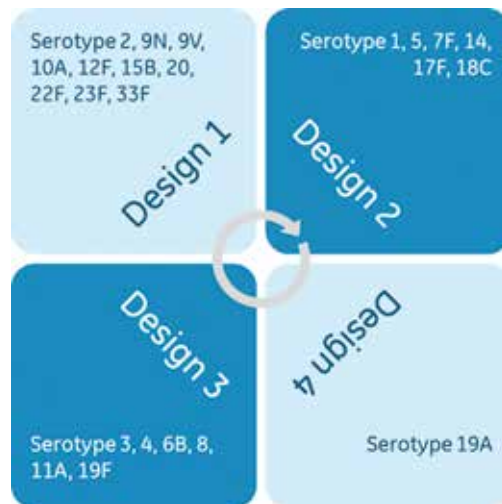 Serotype 2, 9N, 9V,
10A, 12F, 15B, 20,
22F, 23F, 33F
Design 1
Serotype 1, 5, 7F, 14,
17F, 18C
Design 2
Design 3
Serotype 3, 4, 6B, 8,
11A, 19F
Design 4
Serotype 19A